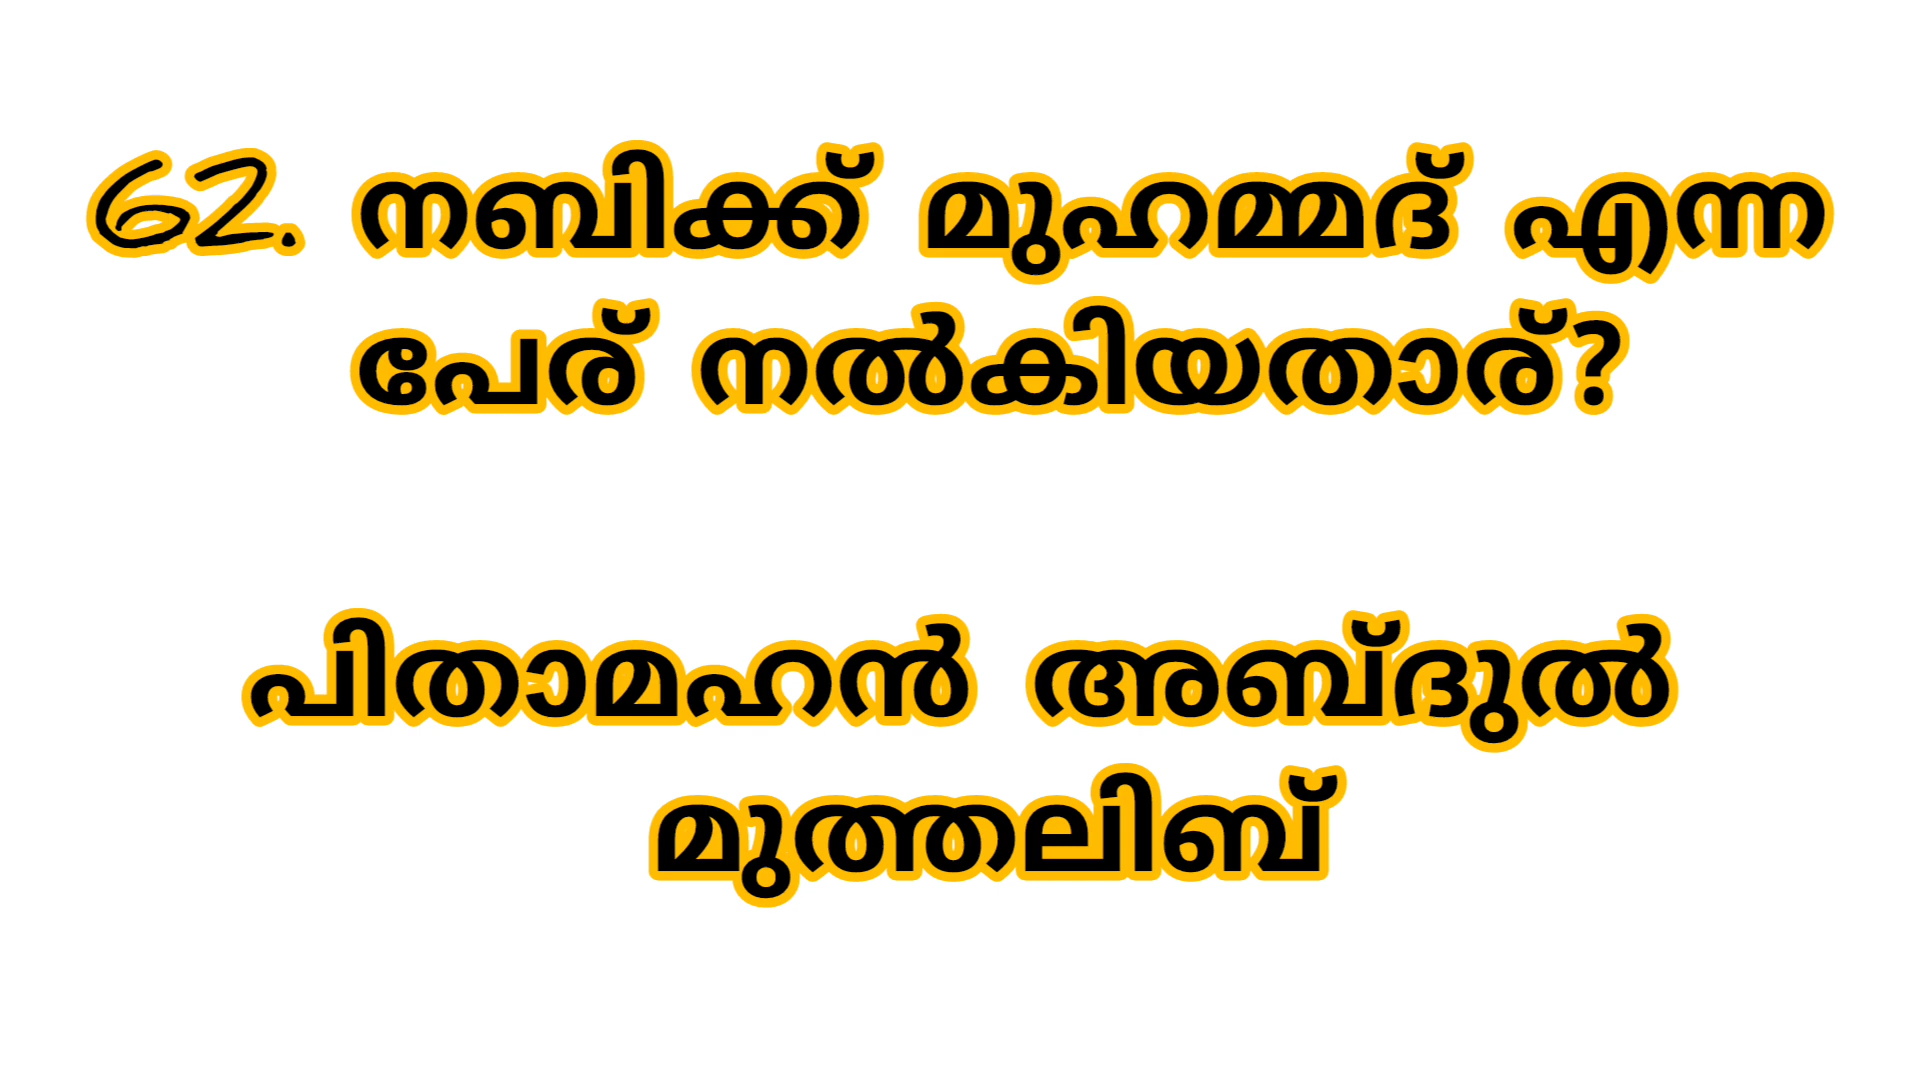 62. നബിക്ക് മുഹമ്മദ് എന്ന
പേര് നൽകിയതാര്?
പിതാമഹൻ അബ്ദുൽ
മുത്തലിബ്